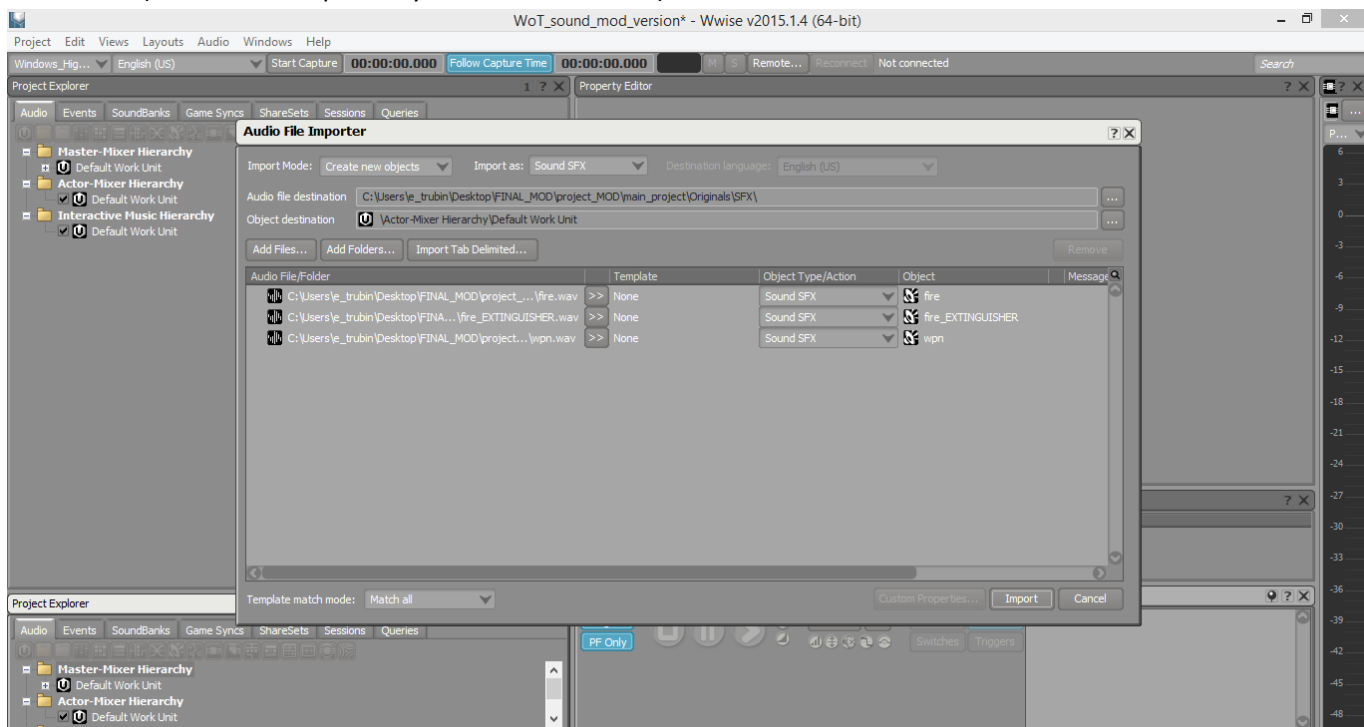 WoT_sound_mod_version* - Wwise v2015.1.4 (64-bit)
Project Edit Views Layouts Audio Windows Help
Windows_Hig... English (US) Start Capture 00:00:00.000 Follow Capture Time 00:00:00.000 M S Remote... Reconnect Not connected Search
Project Explorer 1 ? X Property Editor ? X ? X
Audio Events SoundBanks Game Syncs ShareSets Sessions Queries ...
Audio File Importer ? X
P...
Master-Mixer Hierarchy
Default Work Unit
Actor-Mixer Hierarchy
Default Work Unit
Interactive Music Hierarchy
Default Work Unit
Import Mode: Create new objects Import as: Sound SFX Destination language: English (US)
Audio file destination C:\Users\e_trubin\Desktop\FINAL_MOD\project_MOD\main_project\Originals\SFX\ ...
Object destination \Actor-Mixer Hierarchy\Default Work Unit ...
Add Files... Add Folders... Import Tab Delimited... Remove
Audio File/Folder Template Object Type/Action Object Message
C:\Users\e_trubin\Desktop\FINAL_MOD\project_...\fire.wav >> None Sound SFX fire
C:\Users\e_trubin\Desktop\FINA...\fire_EXTINGUISHER.wav >> None Sound SFX fire_EXTINGUISHER
C:\Users\e_trubin\Desktop\FINAL_MOD\project...\wpn.wav >> None Sound SFX wpn
Template match mode: Match all Custom Properties... Import Cancel
6
3
0
-3
-6
-9
-12
-15
-18
-21
-24
-27
-30
-33
-36
-39
-42
-45
-48
? X
Project Explorer ? X
Audio Events SoundBanks Game Syncs ShareSets Sessions Queries
PF Only Switches Triggers
Master-Mixer Hierarchy
Default Work Unit
Actor-Mixer Hierarchy
Default Work Unit